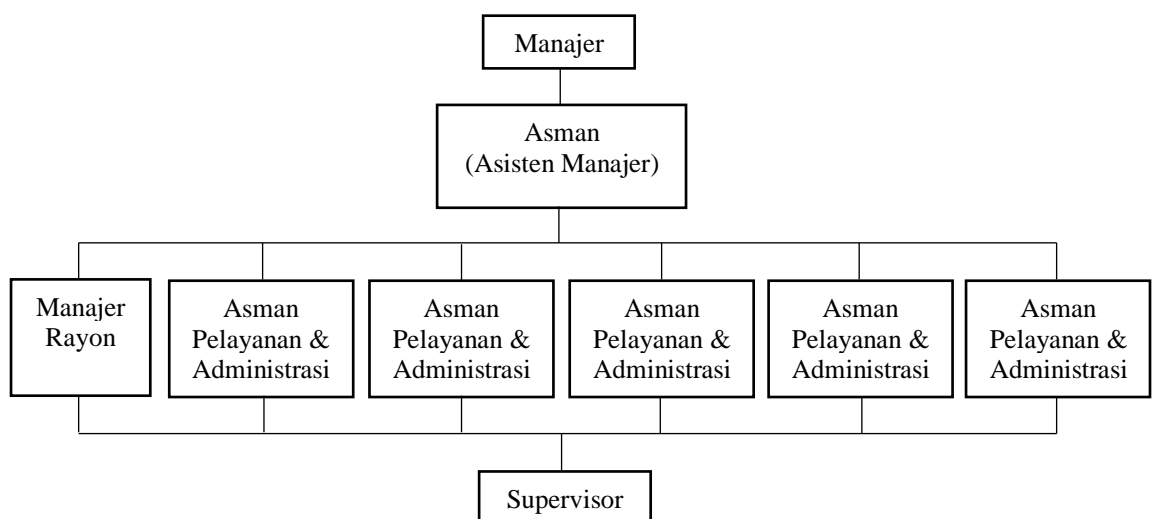 Manajer
Asman
(Asisten Manajer)
Manajer
Rayon
Asman
Pelayanan &
Administrasi
Asman
Pelayanan &
Administrasi
Asman
Pelayanan &
Administrasi
Asman
Pelayanan &
Administrasi
Asman
Pelayanan &
Administrasi
Supervisor